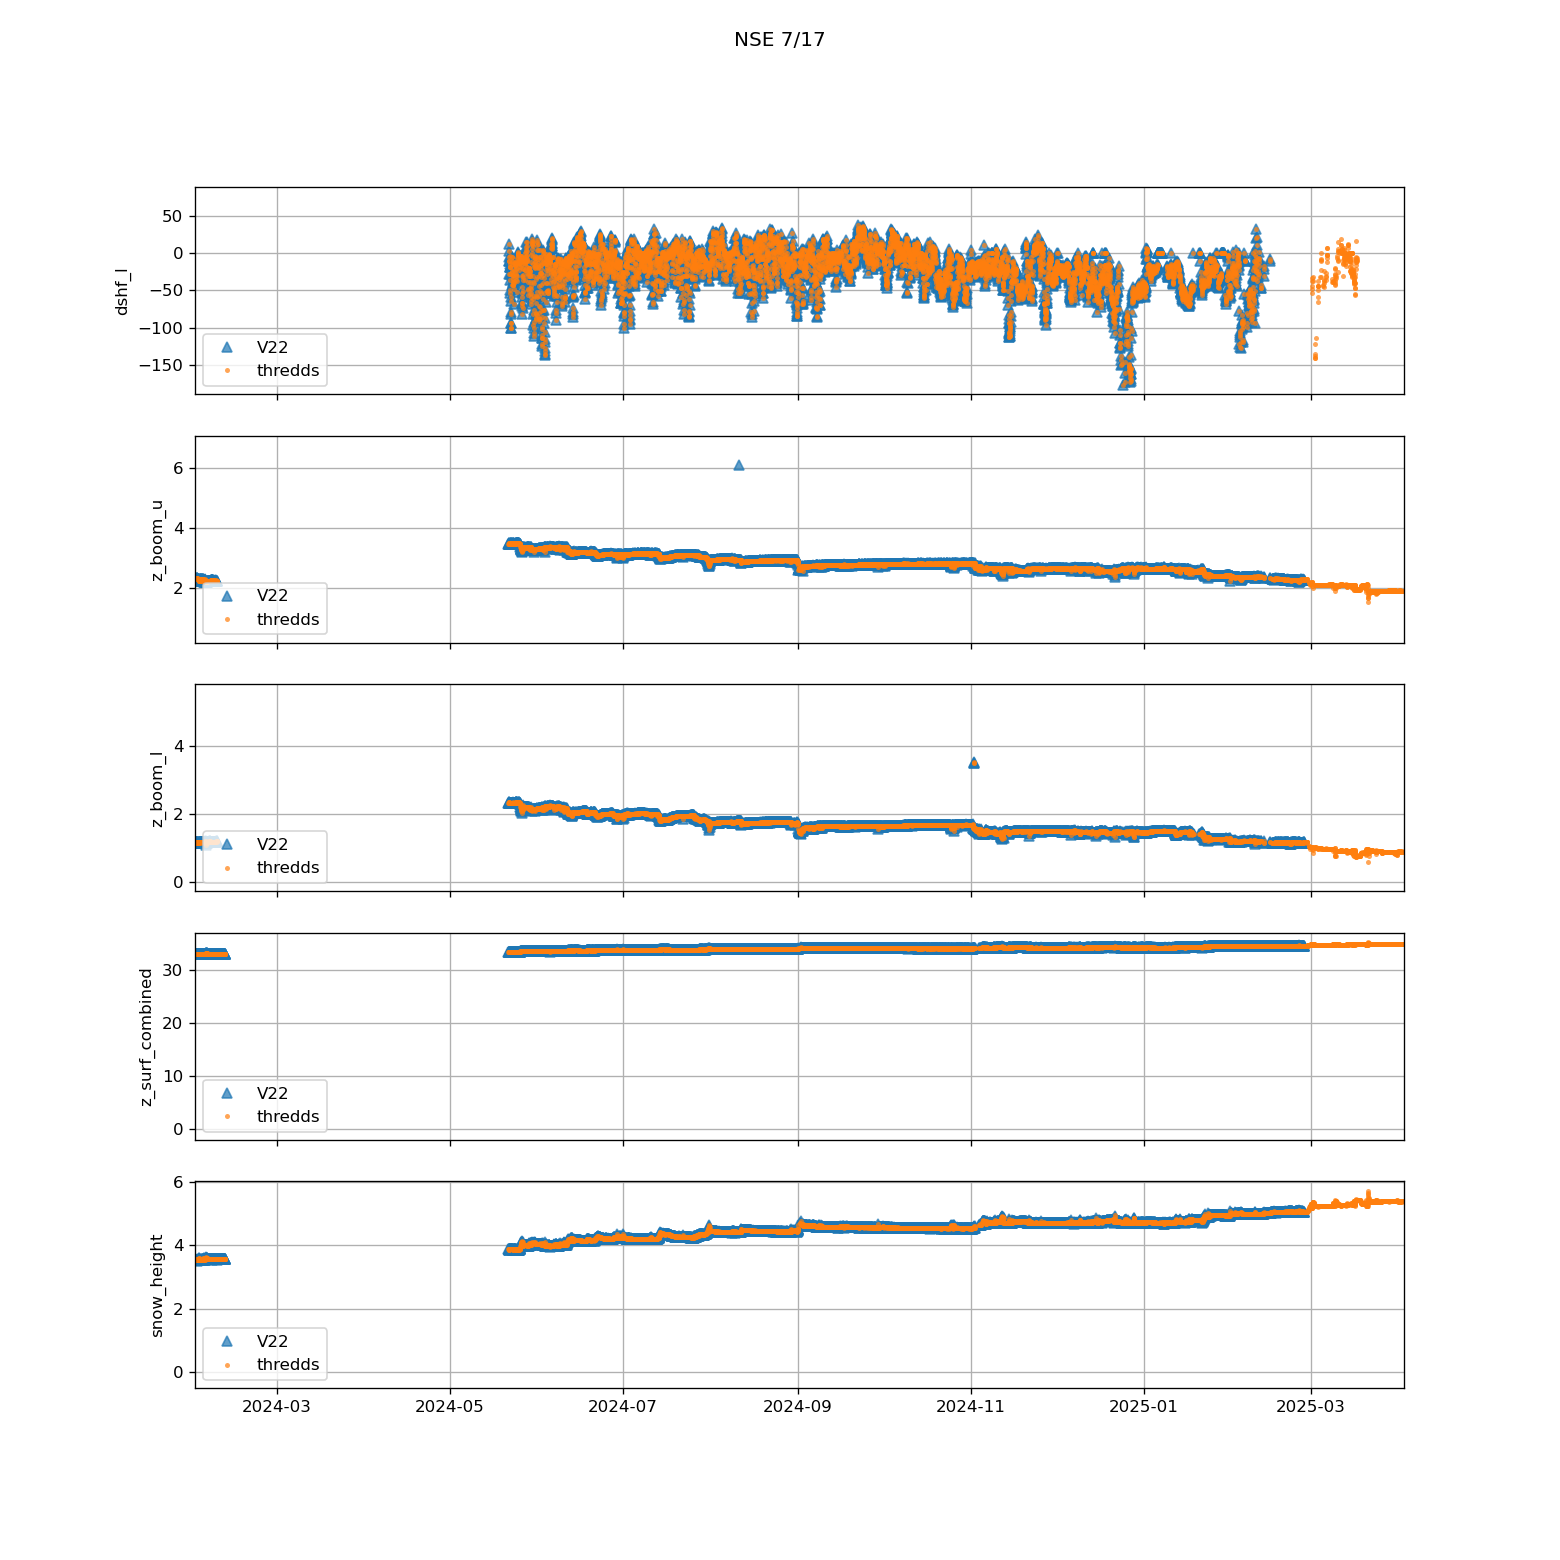 NSE 7/17
50
0
−50
−100
−150
dshf_l
V22
thredds
6
4
2
z_boom_u
V22
thredds
4
2
0
z_boom_l
V22
thredds
30
20
10
0
z_surf_combined
V22
thredds
6
4
2
0
snow_height
V22
thredds
2024-03 2024-05 2024-07 2024-09 2024-11 2025-01 2025-03